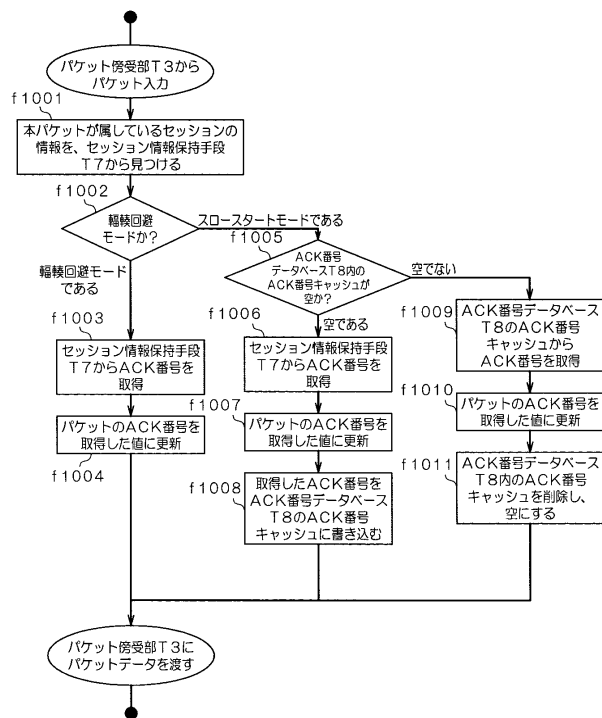 パケット傍受部T3から
パケット入力
f1001
本パケットが属しているセッションの
情報を、セッション情報保持手段
T7から見つける
f1002
輻輳回避
モードか?
スロースタートモードである
輻輳回避モード
である
f1003
セッション情報保持手段
T7からACK番号を
取得
パケットのACK番号を
取得した値に更新
f1004
f1005
ACK番号
データベースT8内の
ACK番号キャッシュが
空か?
空でない
空である
f1006
セッション情報保持手段
T7からACK番号を
取得
f1007
パケットのACK番号を
取得した値に更新
f1008
取得したACK番号を
ACK番号データベース
T8のACK番号
キャッシュに書き込む
f1009
ACK番号データベース
T8のACK番号
キャッシュから
ACK番号を取得
f1010
パケットのACK番号を
取得した値に更新
f1011
ACK番号データベース
T8内のACK番号
キャッシュを削除し、
空にする
パケット傍受部T3に
パケットデータを渡す